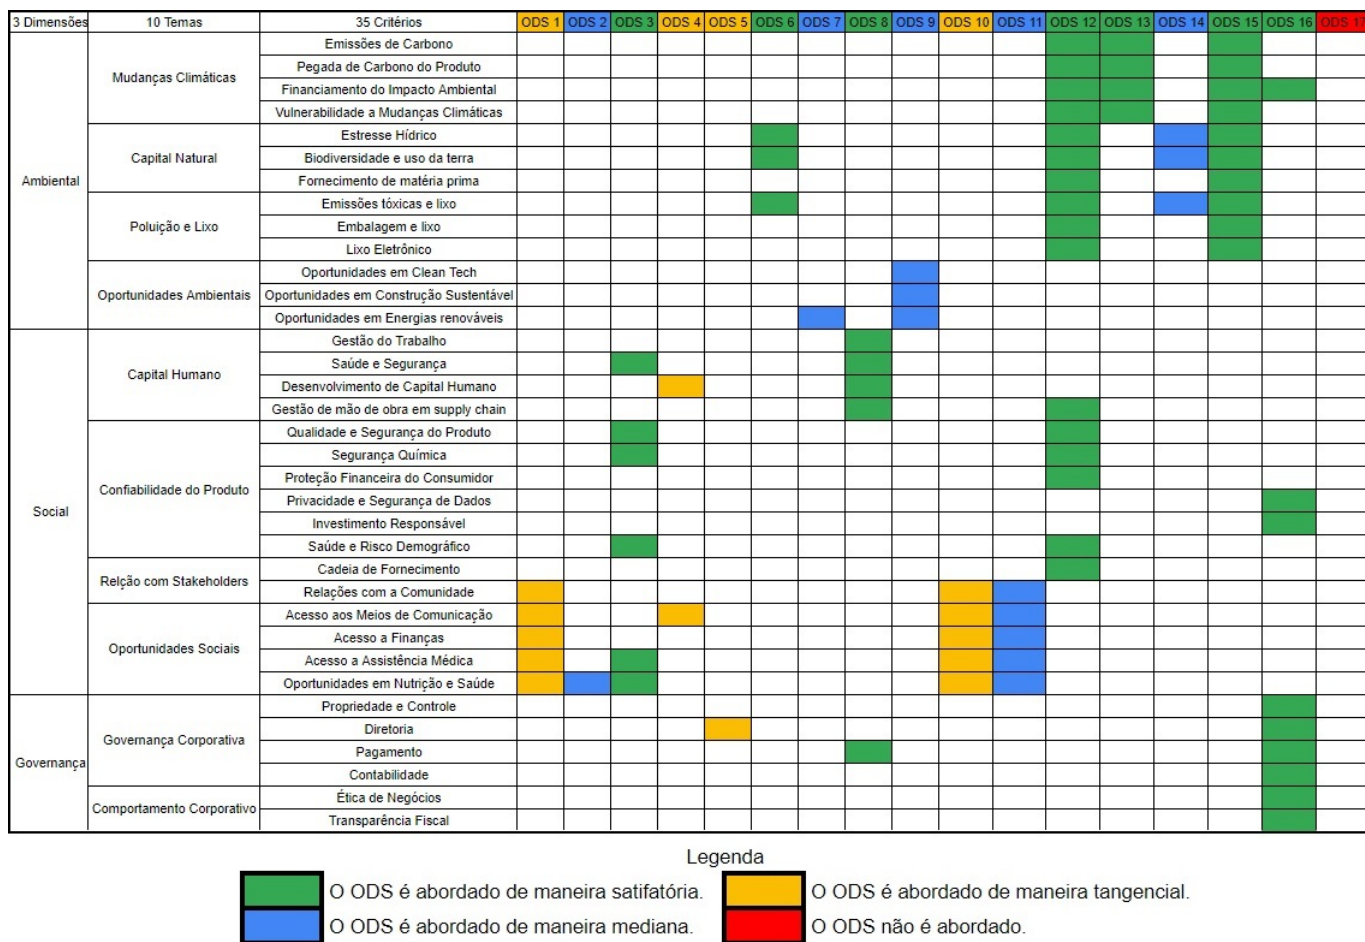 3 Dimensões 10 Temas 35 Critérios ODS 1 ODS 2 ODS 3 ODS 4 ODS 5 ODS 6 ODS 7 ODS 8 ODS 9 ODS 10 ODS 11 ODS 12 ODS 13 ODS 14 ODS 15 ODS 16 ODS 17
Ambiental
Mudanças Climáticas
Emissões de Carbono
Pegada de Carbono do Produto
Financiamento do Impacto Ambiental
Vulnerabilidade a Mudanças Climáticas
Capital Natural
Estresse Hídrico
Biodiversidade e uso da terra
Fornecimento de matéria prima
Poluição e Lixo
Emissões tóxicas e lixo
Embalagem e lixo
Lixo Eletrônico
Oportunidades Ambientais
Oportunidades em Clean Tech
Oportunidades em Construção Sustentável
Oportunidades em Energias renováveis
Social
Capital Humano
Gestão do Trabalho
Saúde e Segurança
Desenvolvimento de Capital Humano
Gestão de mão de obra em supply chain
Confiabilidade do Produto
Qualidade e Segurança do Produto
Segurança Química
Proteção Financeira do Consumidor
Privacidade e Segurança de Dados
Investimento Responsável
Saúde e Risco Demográfico
Relção com Stakeholders
Cadeia de Fornecimento
Relações com a Comunidade
Oportunidades Sociais
Acesso aos Meios de Comunicação
Acesso a Finanças
Acesso a Assistência Médica
Oportunidades em Nutrição e Saúde
Governança
Governança Corporativa
Propriedade e Controle
Diretoria
Pagamento
Contabilidade
Comportamento Corporativo
Ética de Negócios
Transparência Fiscal
Legenda
O ODS é abordado de maneira satifatória.
O ODS é abordado de maneira tangencial.
O ODS é abordado de maneira mediana.
O ODS não é abordado.